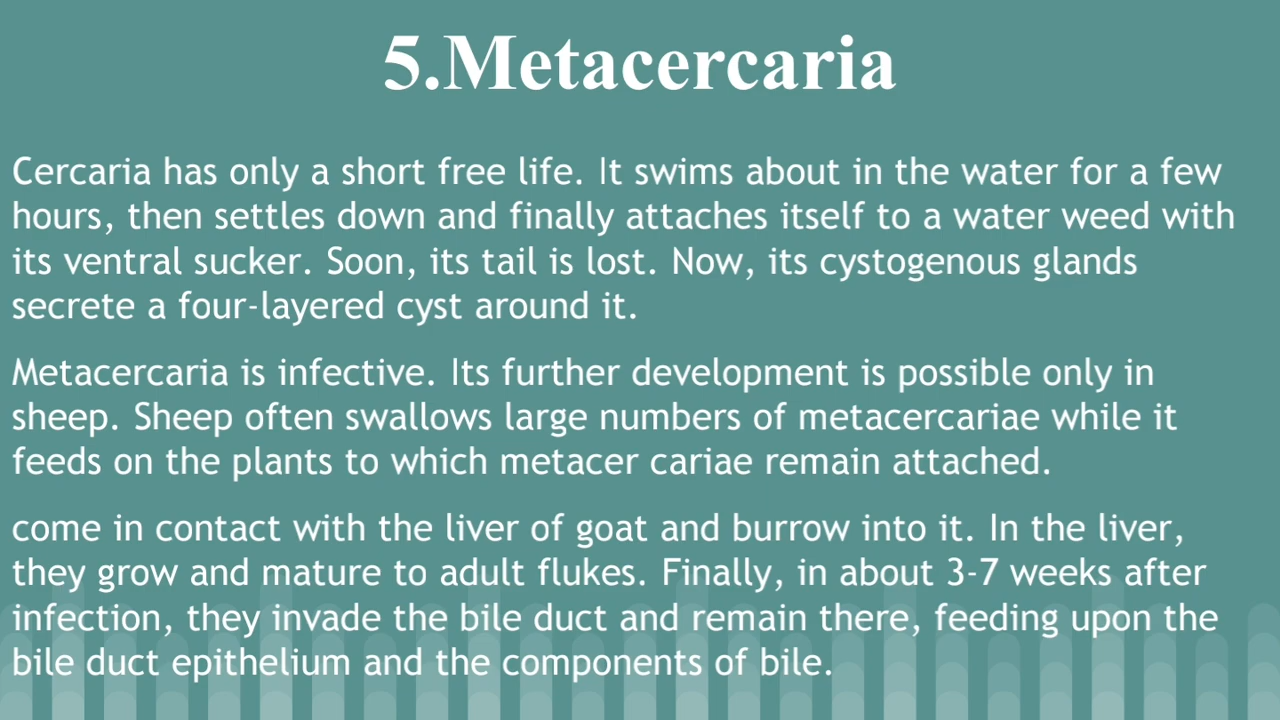 5.Metacercaria
Cercaria has only a short free life. It swims about in the water for a few
hours, then settles down and finally attaches itself to a water weed with
its ventral sucker. Soon, its tail is lost. Now, its cystogenous glands
secrete a four-layered cyst around it.
Metacercaria is infective. Its further development is possible only in
sheep. Sheep often swallows large numbers of metacercariae while it
feeds on the plants to which metacer cariae remain attached.
come in contact with the liver of goat and burrow into it. In the liver,
they grow and mature to adult flukes. Finally, in about 3-7 weeks after
infection, they invade the bile duct and remain there, feeding upon the
bile duct epithelium and the components of bile.